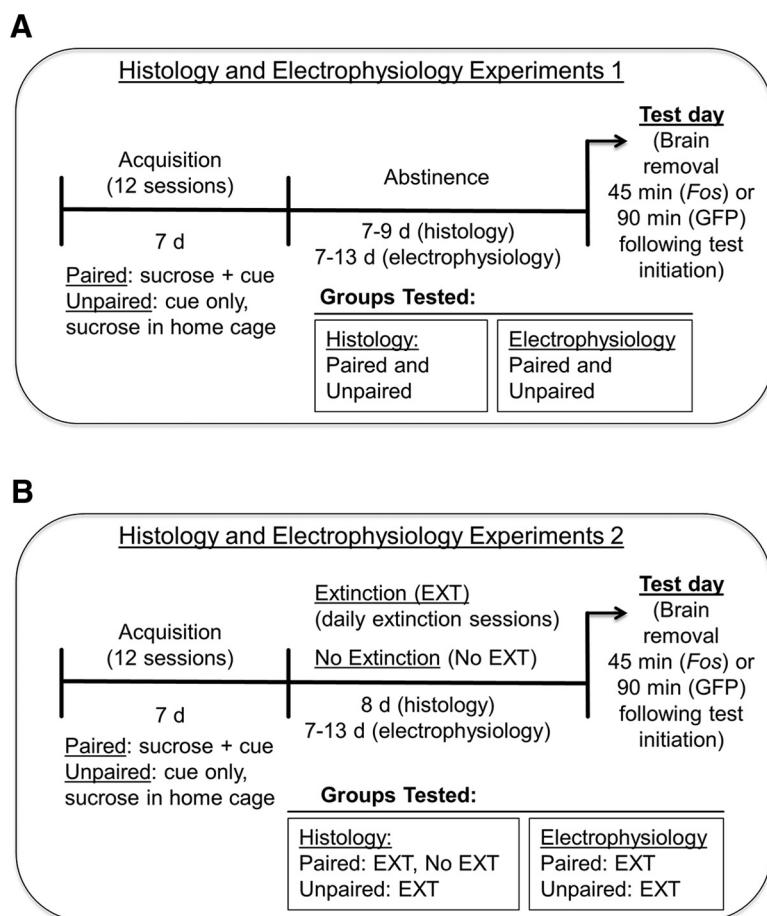 A
Histology and Electrophysiology Experiments 1
Acquisition
(12 sessions)
7 d
Paired: sucrose + cue
Unpaired: cue only,
sucrose in home cage
Abstinence
7-9 d (histology)
7-13 d (electrophysiology)
Test day
(Brain
removal
45 min (Fos) or
90 min (GFP)
following test
initiation)
Groups Tested:
Histology:
Paired and
Unpaired
Electrophysiology
Paired and
Unpaired
B
Histology and Electrophysiology Experiments 2
Acquisition
(12 sessions)
7 d
Paired: sucrose + cue
Unpaired: cue only,
sucrose in home cage
Extinction (EXT)
(daily extinction sessions)
No Extinction (No EXT)
8 d (histology)
7-13 d (electrophysiology)
Test day
(Brain
removal
45 min (Fos) or
90 min (GFP)
following test
initiation)
Groups Tested:
Histology:
Paired: EXT, No EXT
Unpaired: EXT
Electrophysiology
Paired: EXT
Unpaired: EXT